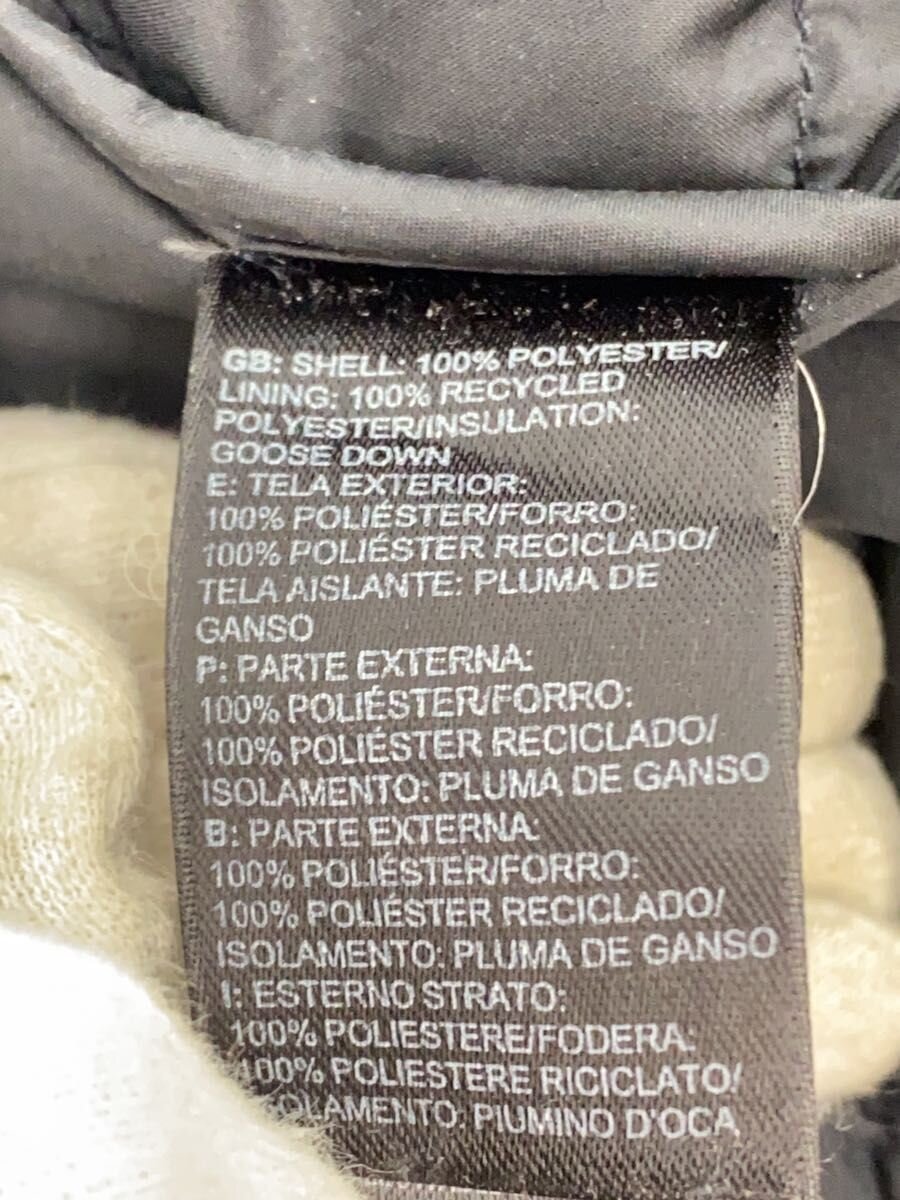 GB: SHELL: 100% POLYESTER/
LINING: 100% RECYCLED
POLYESTER/INSULATION:
GOOSE DOWN
E: TELA EXTERIOR:
100% POLIÉSTER/FORRO:
100% POLIÉSTER RECICLADO/
TELA AISLANTE: PLUMA DE
GANSO
P: PARTE EXTERNA:
100% POLIÉSTER/FORRO:
100% POLIÉSTER RECICLADO/
ISOLAMENTO: PLUMA DE GANSO
B: PARTE EXTERNA:
100% POLIÉSTER/FORRO:
100% POLIÉSTER RECICLADO/
ISOLAMENTO: PLUMA DE GANSO
I: ESTERNO STRATO:
100% POLIESTERE/FODERA:
100% POLIESTERE RICICLATO/
ISOLAMENTO: PIUMINO D'OCA